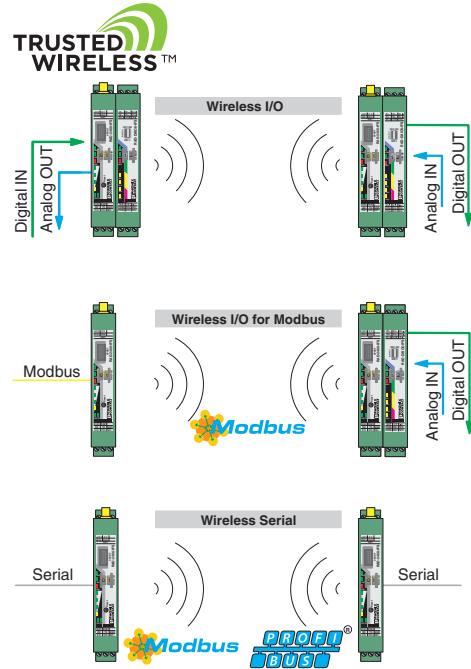 TRUSTED
WIRELESS™
Wireless I/O
Digital IN
Analog OUT
Analog IN
Digital OUT
Wireless I/O for Modbus
Modbus
Analog IN
Digital OUT
Modbus
Wireless Serial
Serial
Serial
Modbus
PROFI®
BUS